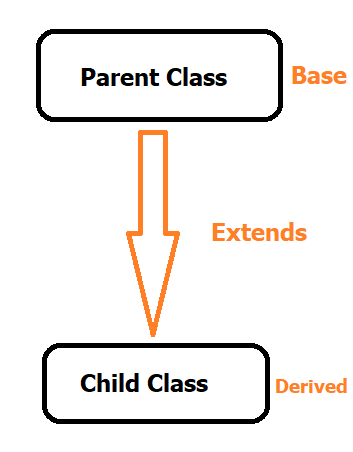 Parent Class Base
Extends
Child Class Derived